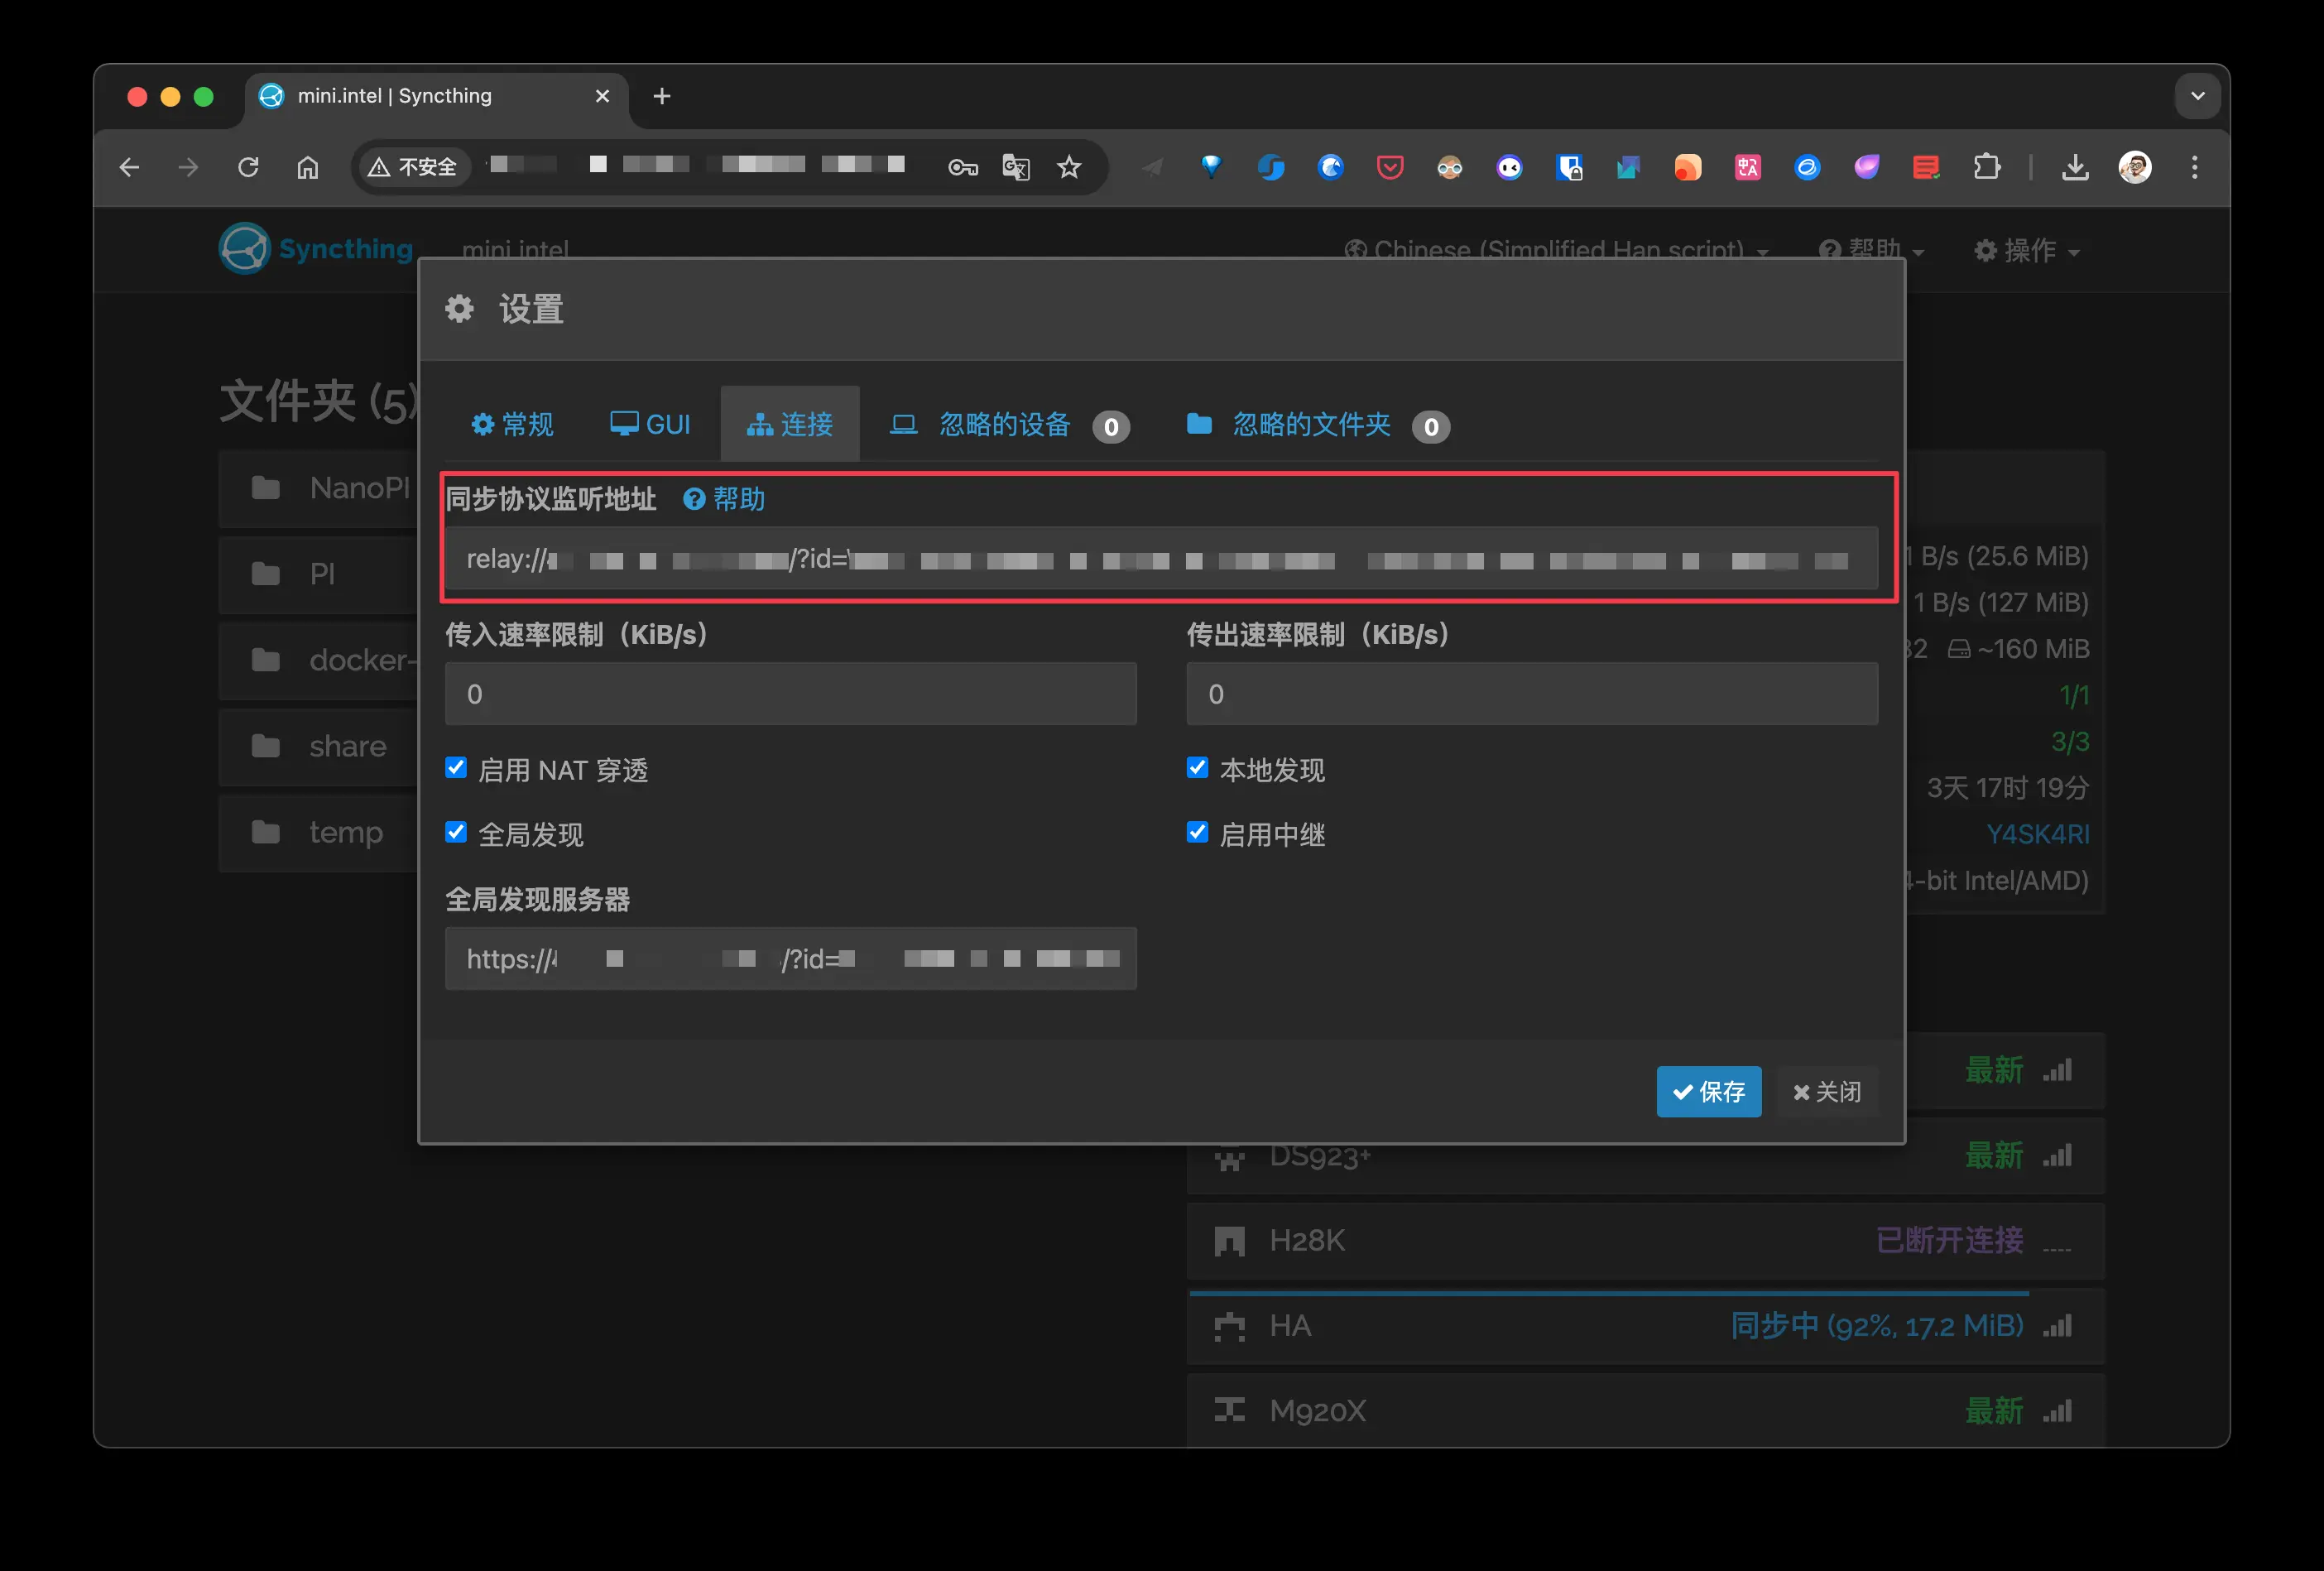 mini.intel | Syncthing
不安全
Syncthing
mini.intel
Chinese (Simplified Han script)
帮助
操作
设置
文件夹 (5)
常规
GUI
连接
忽略的设备 0
忽略的文件夹 0
NanoPI
PI
docker-
share
temp
同步协议监听地址 帮助
relay:// /?id=
传入速率限制（KiB/s）
传出速率限制（KiB/s）
0
0
启用 NAT 穿透
本地发现
全局发现
启用中继
全局发现服务器
https:// /?id=
保存
关闭
B/s (25.6 MiB)
1 B/s (127 MiB)
~160 MiB
1/1
3/3
3天 17时 19分
Y4SK4RI
-bit Intel/AMD)
最新
DS923+
最新
H28K
已断开连接
HA
同步中 (92%, 17.2 MiB)
M920X
最新